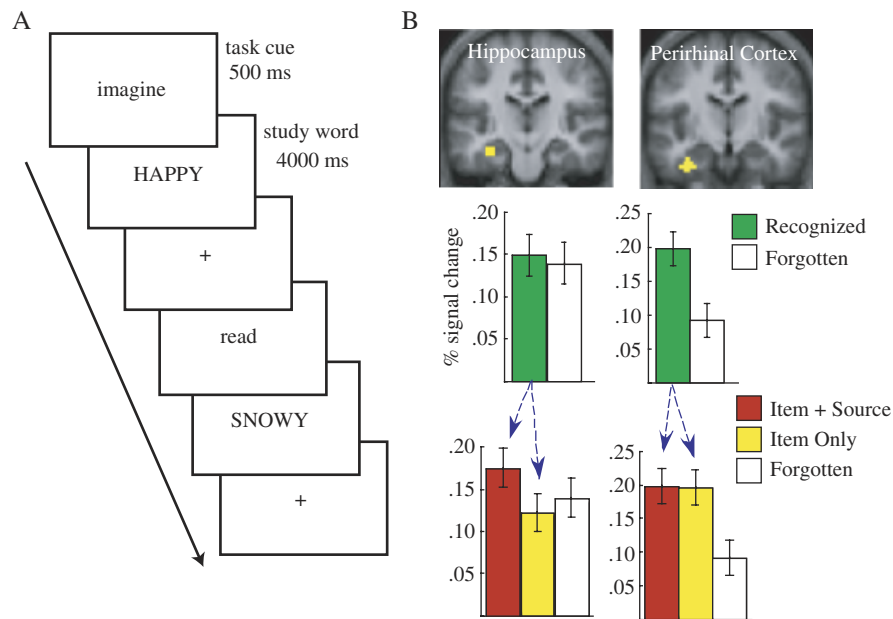 A
imagine
task cue
500 ms
HAPPY
study word
4000 ms
+
read
SNOWY
+
B
Hippocampus
Perirhinal Cortex
% signal change
.20
.15
.10
.05
.25
.20
.15
.10
.05
Recognized
Forgotten
.20
.15
.10
.05
.20
.15
.10
.05
Item + Source
Item Only
Forgotten